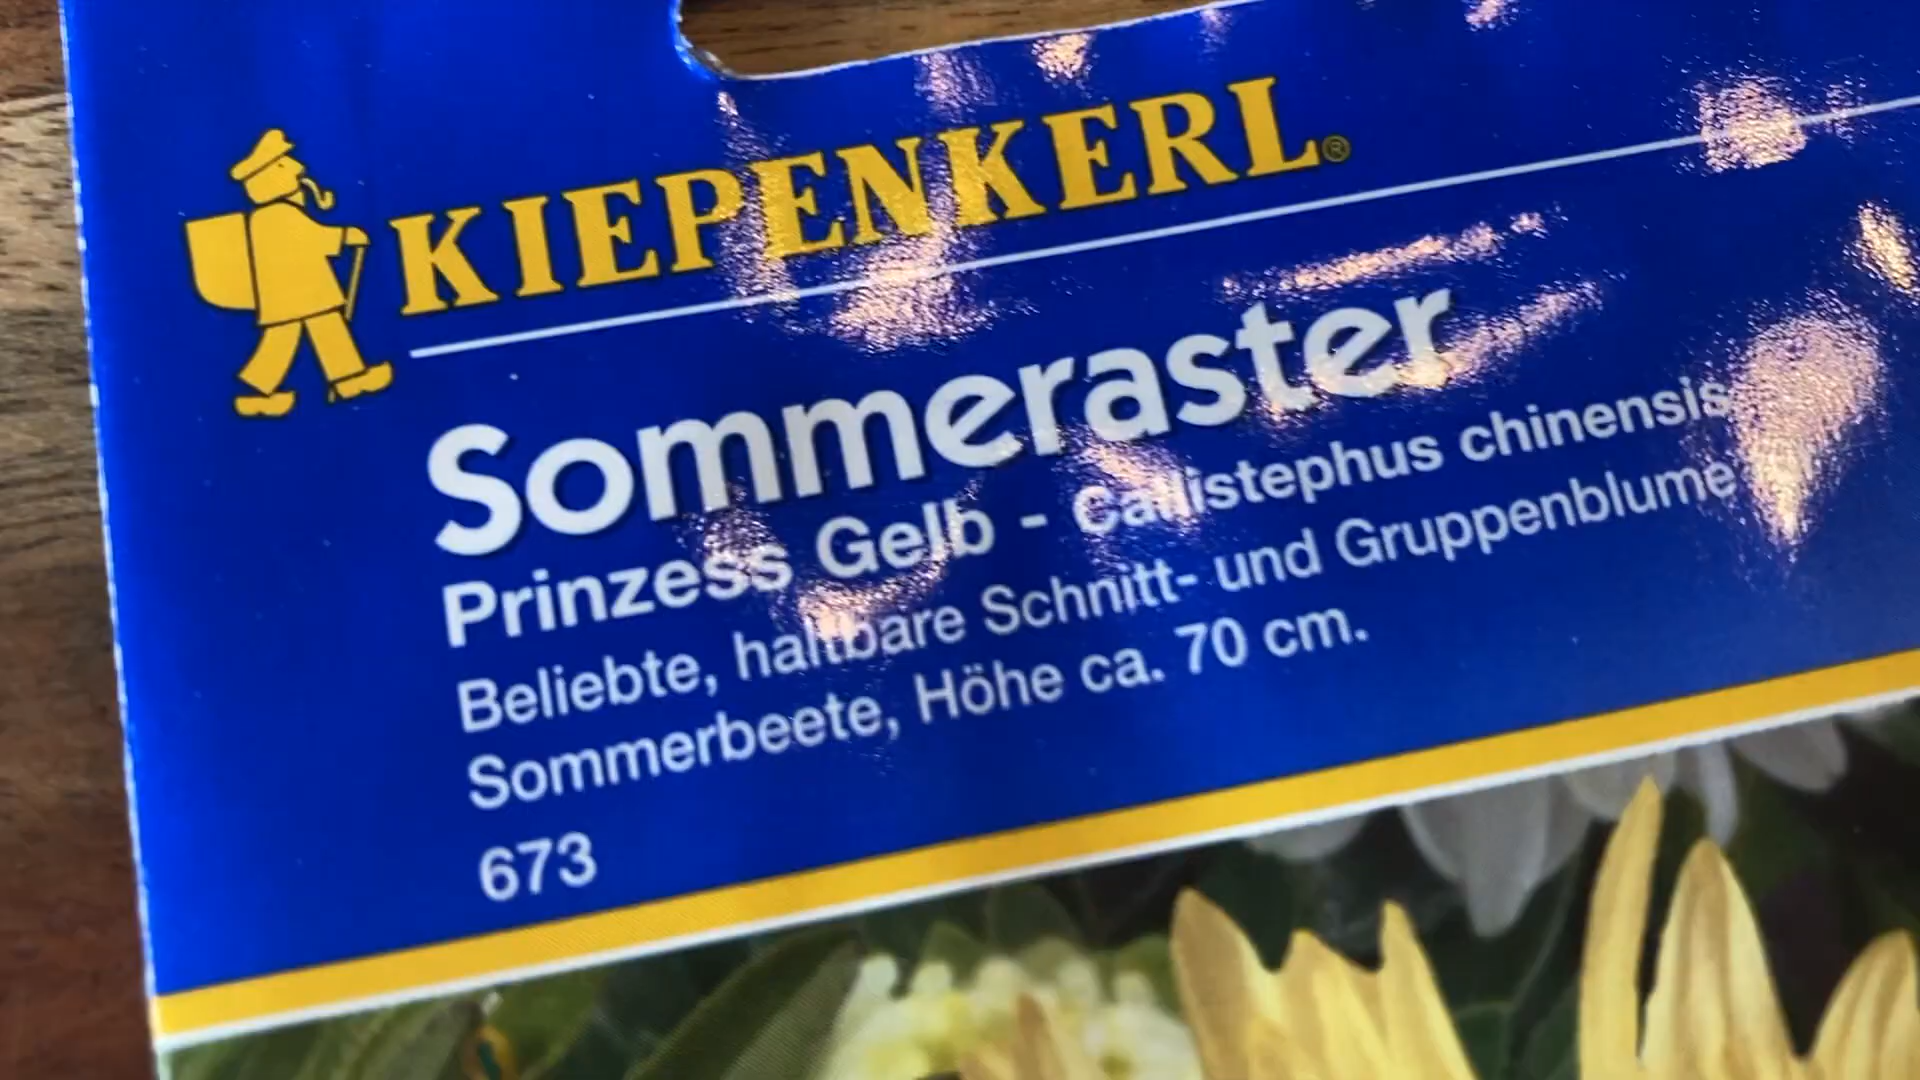 KIEPENKERL®
Sommeraster
Prinzess Gelb - Callistephus chinensis
Beliebte, haltbare Schnitt- und Gruppenblume
Sommerbeete, Höhe ca. 70 cm.
673